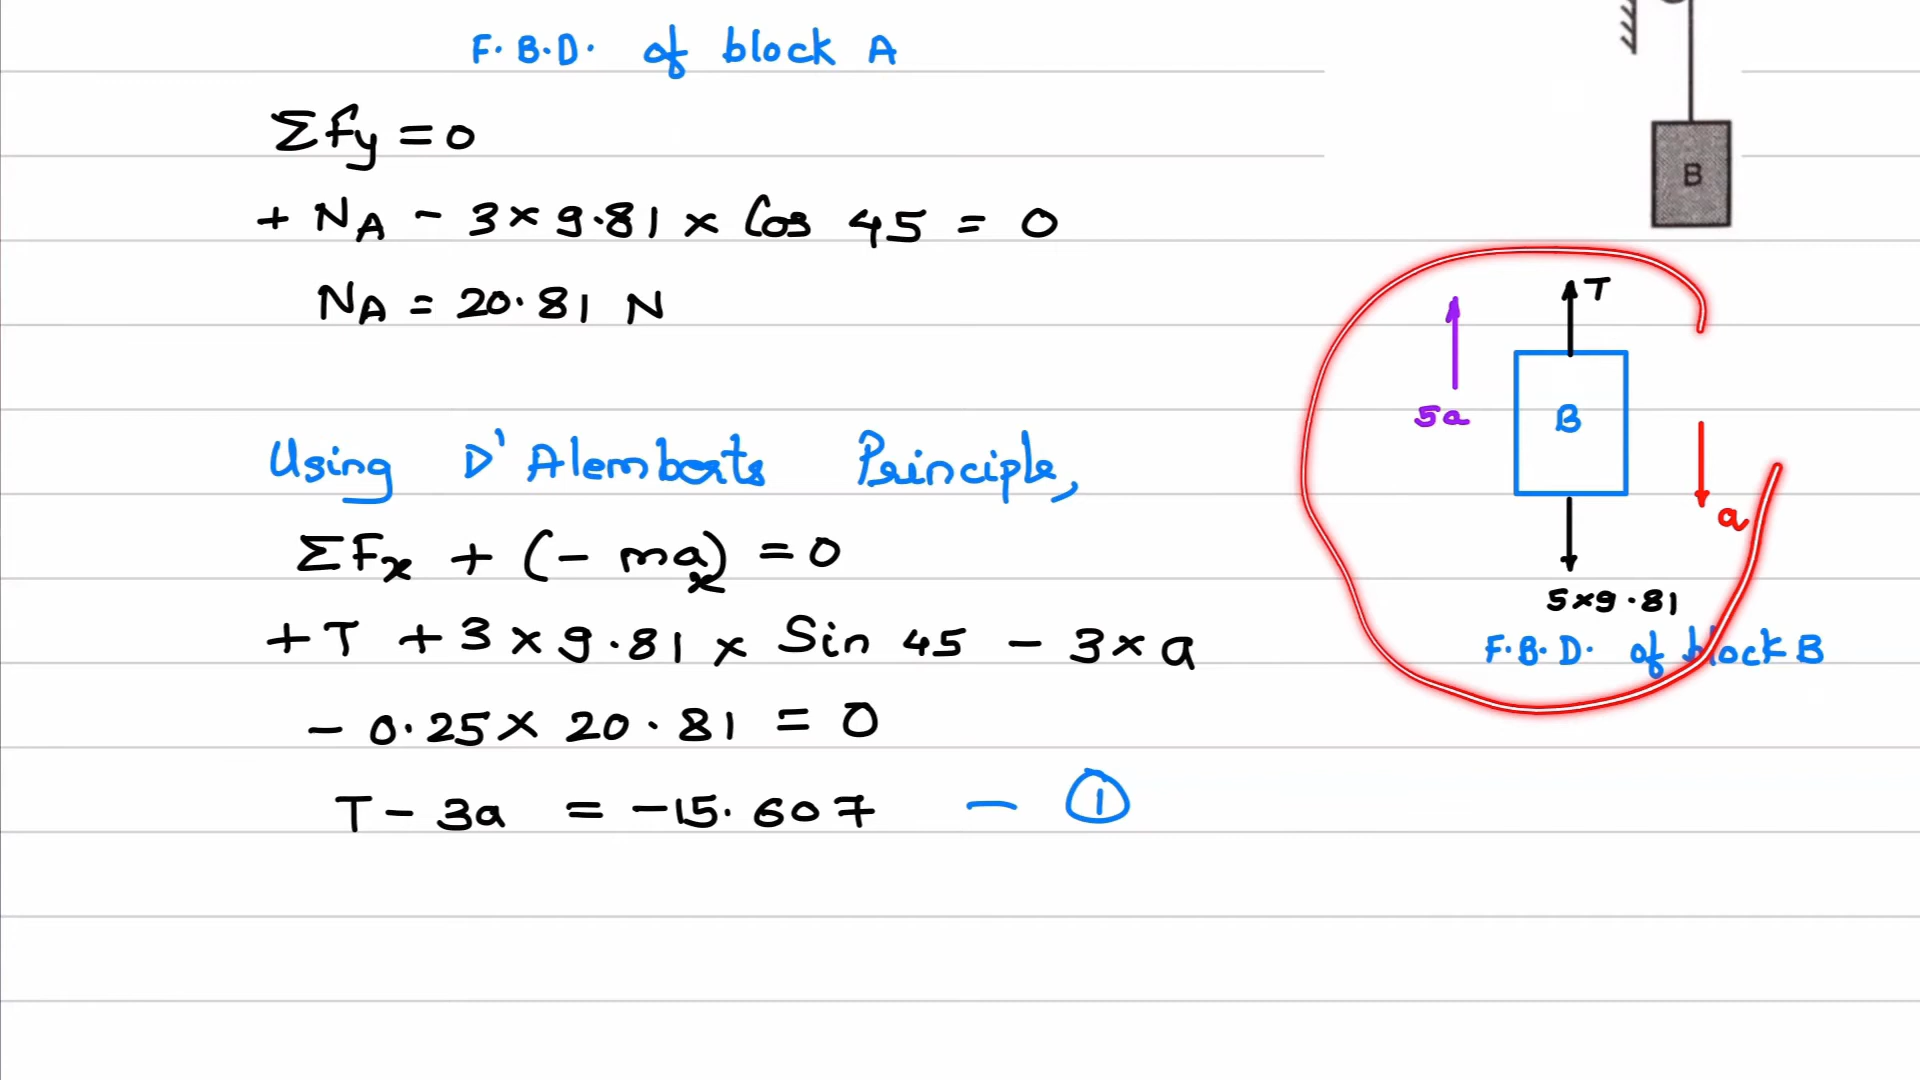 F.B.D. of block A
ΣFy = 0
+ NA - 3×9.81 × Cos 45 = 0
NA = 20.81 N
Using D'Alemberts Principle,
ΣFx + (- max) = 0
+T +3×9.81 × Sin 45 - 3×a
- 0.25× 20.81 = 0
T - 3a = -15.607 - 1
B
T
5a
B
a
5×9.81
F.B.D. of block B